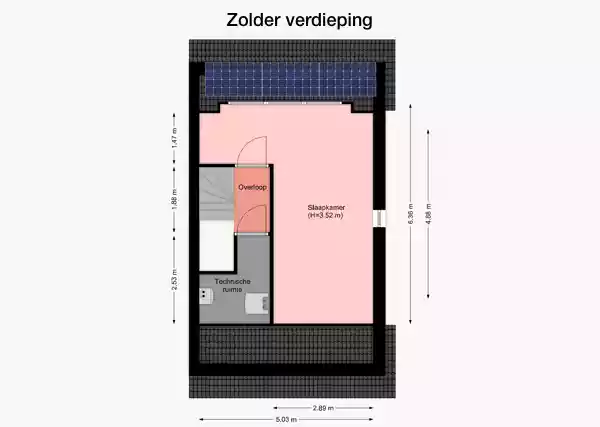 Zolder verdieping
1.47 m
1.88 m
2.53 m
Overloop
Slaapkamer
(H=3.52 m)
Technische
ruimte
6.36 m
4.88 m
2.89 m
5.03 m